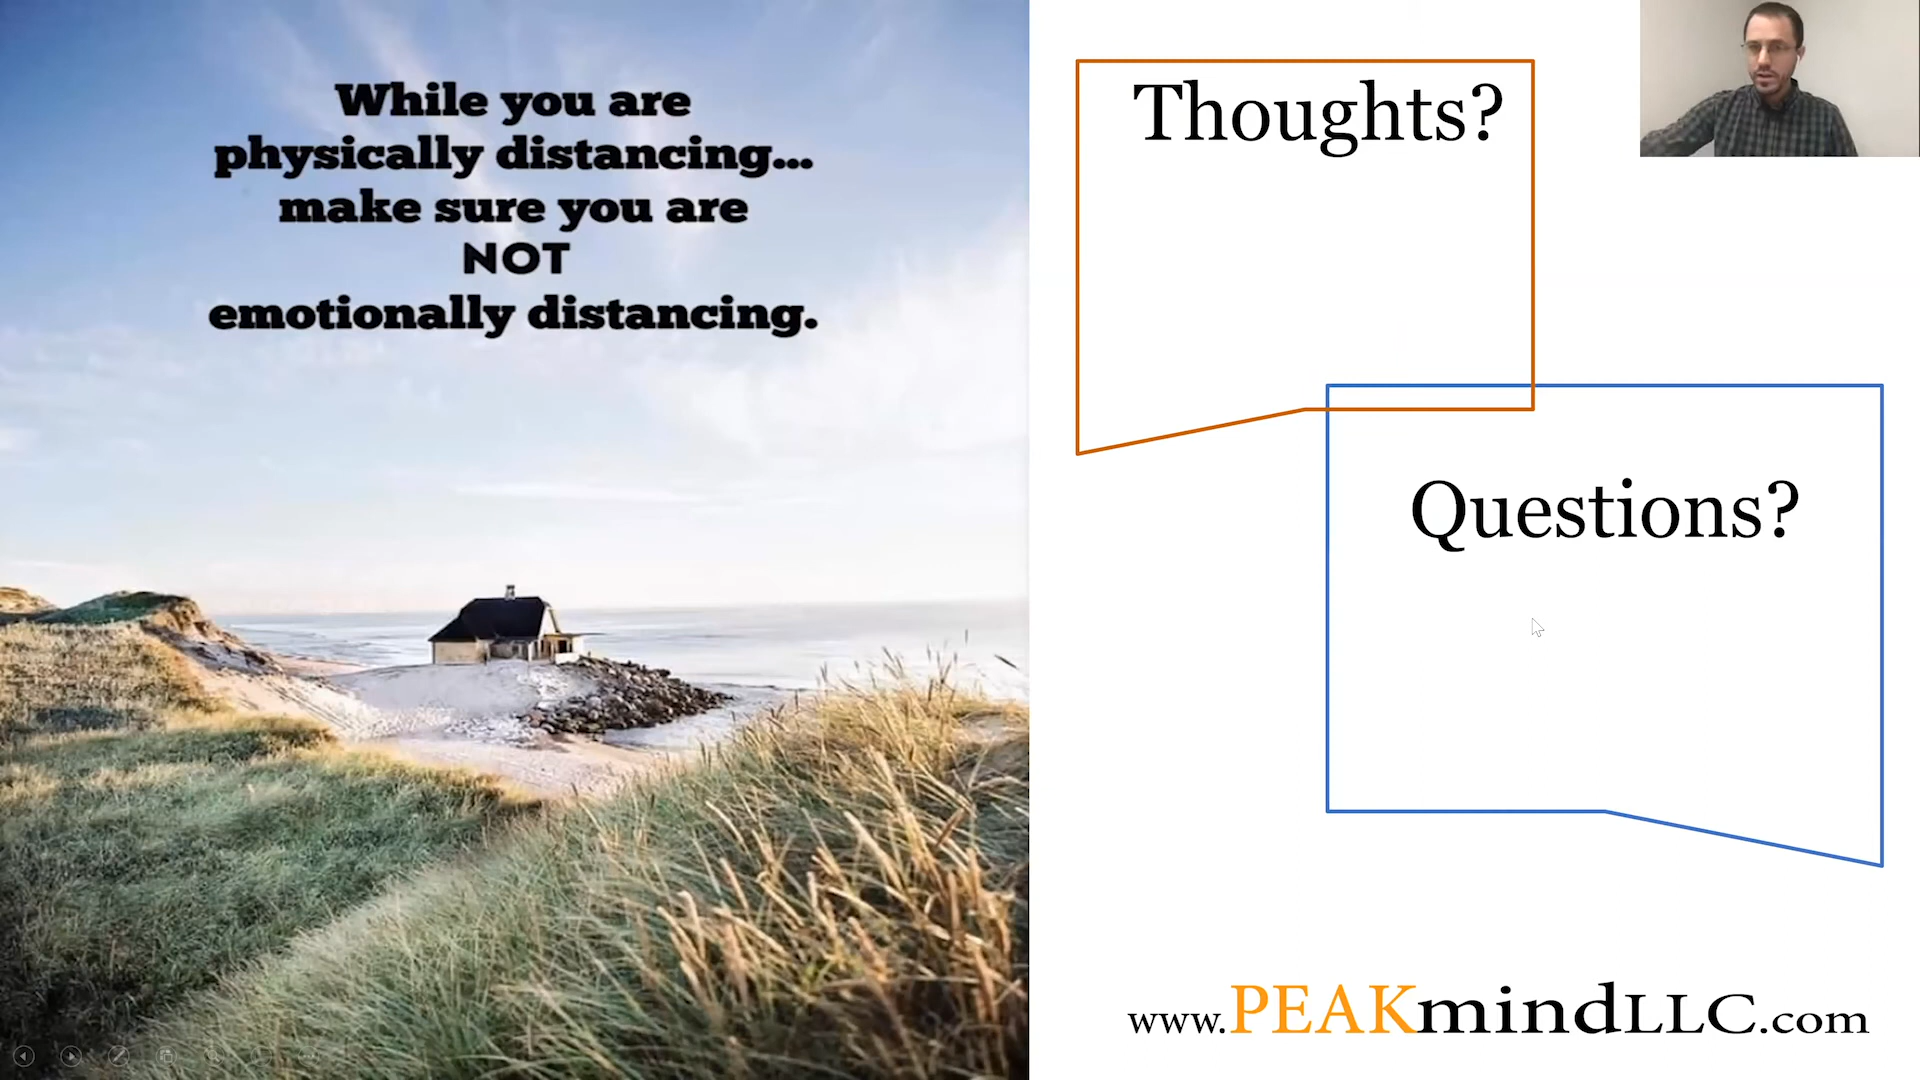 While you are
physically distancing...
make sure you are
NOT
emotionally distancing.
Thoughts?
Questions?
www.PEAKmindLLC.com